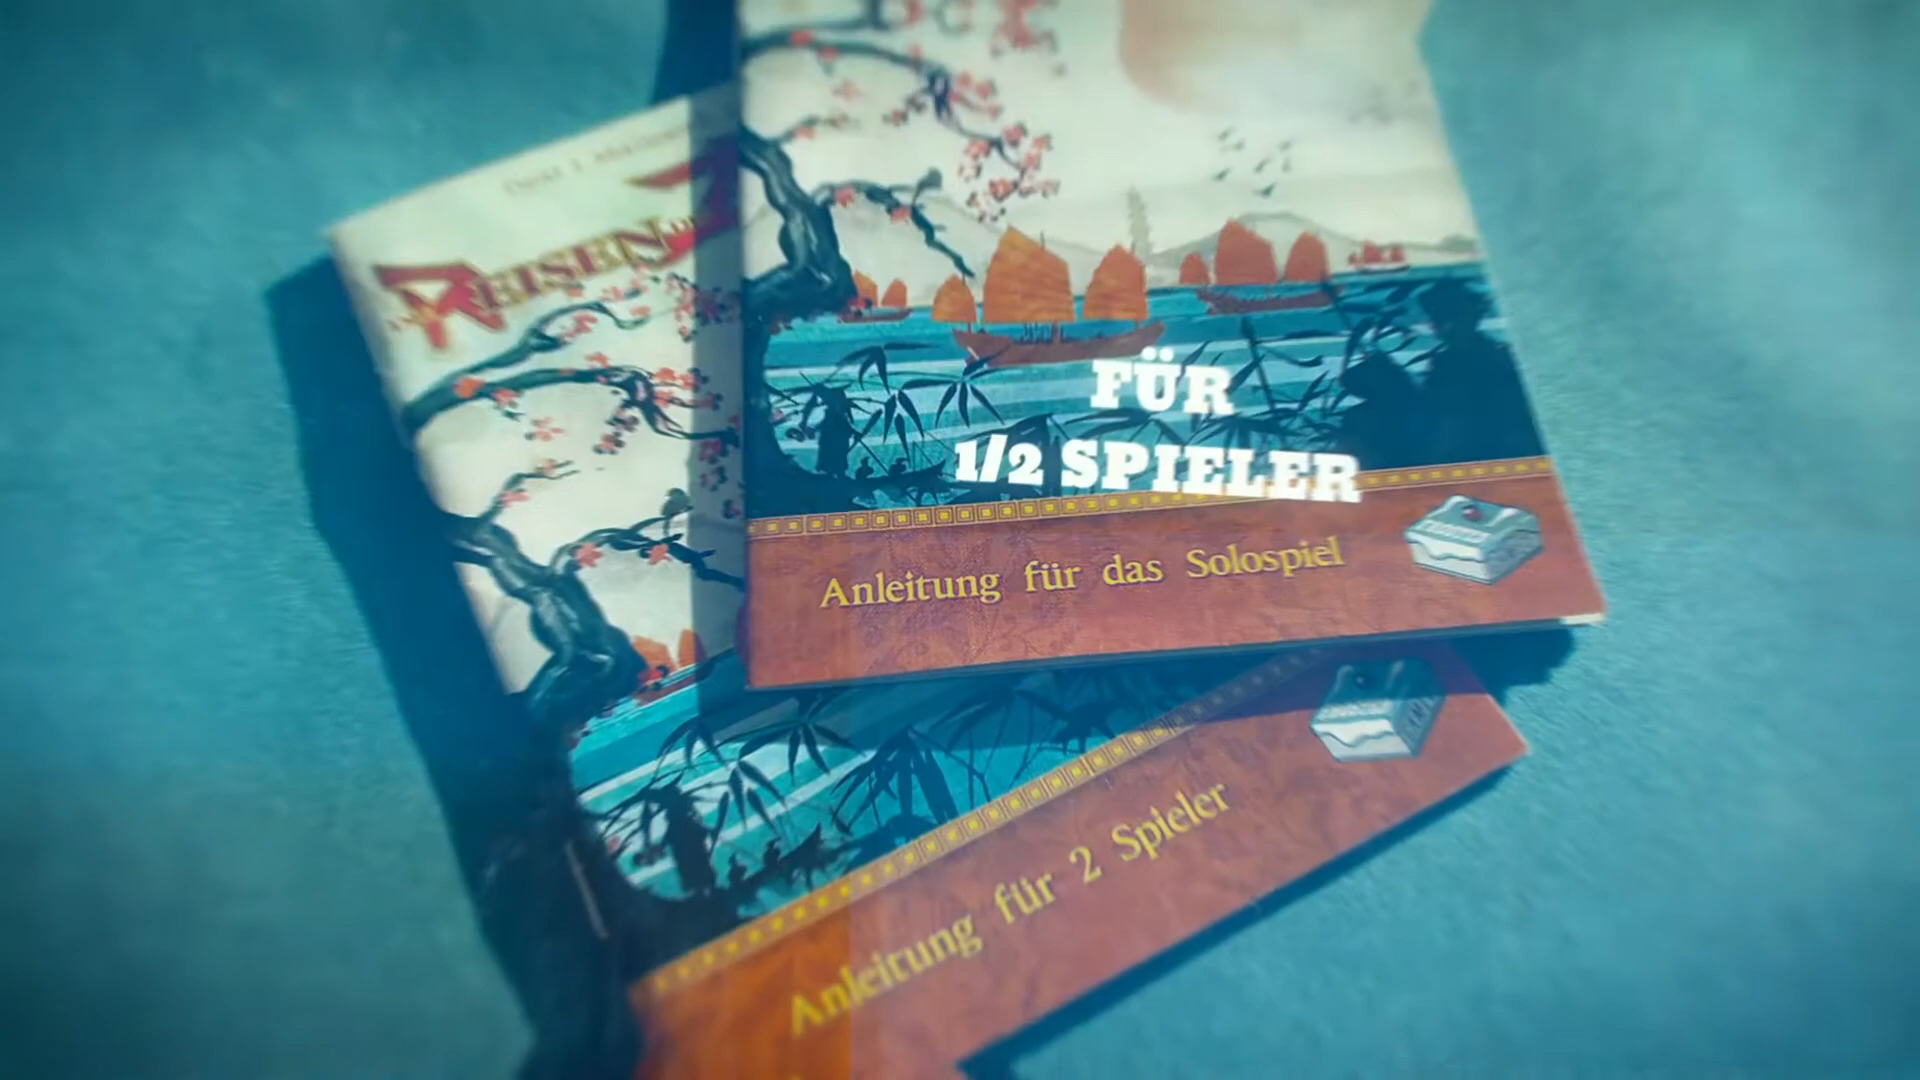 REISEN
FÜR
1/2 SPIELER
Anleitung für das Solospiel
Anleitung für 2 Spieler